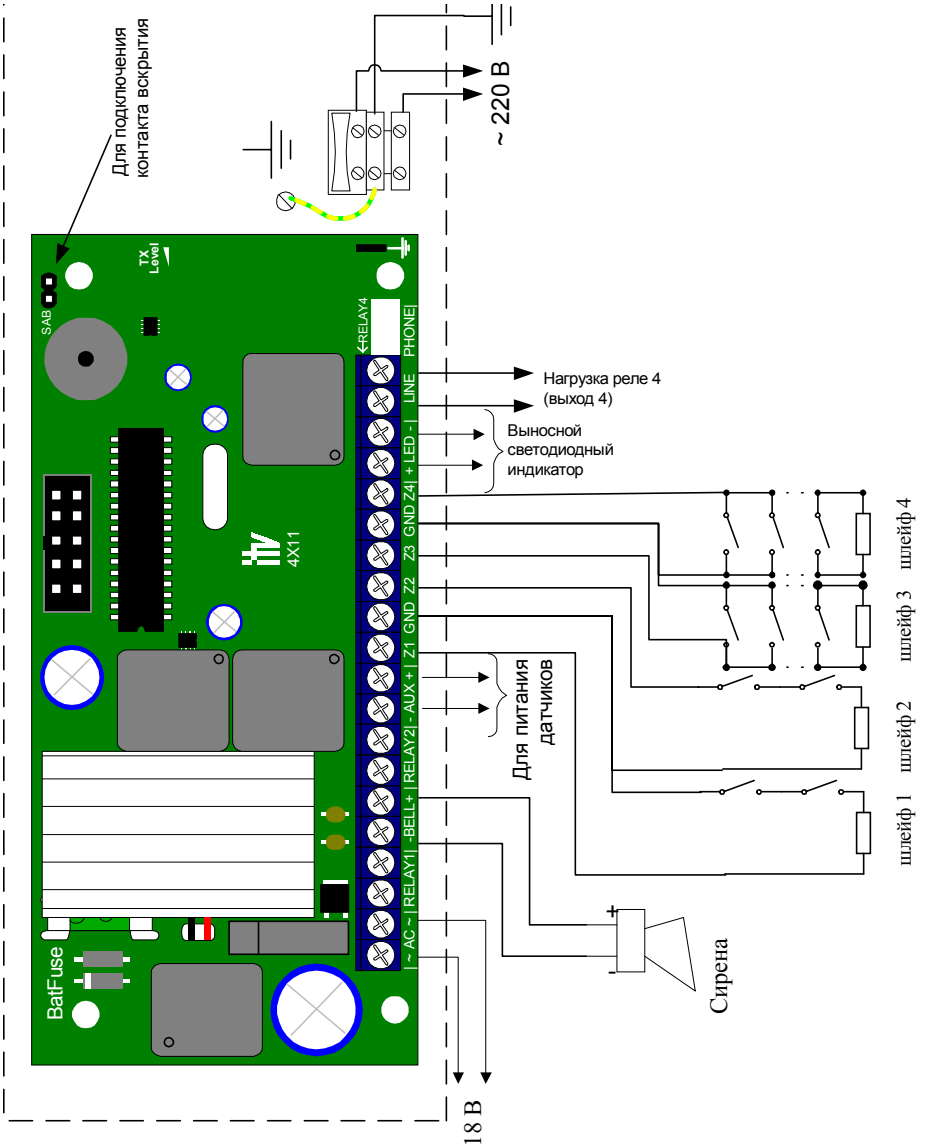 Для подключения
контакта вскрытия
~ 220 В
SAB
TX
Level
←RELAY4
PHONE|
LINE
+ LED - |
Z4|
GND
Z3
Z2
GND
Z1
- AUX + |
RELAY2|
-BELL+ |
RELAY1|
| ~ AC ~ |
itv
4X11
BatFuse
Нагрузка реле 4
(выход 4)
Выносной
светодиодный
индикатор
Для питания
датчиков
шлейф 4
шлейф 3
шлейф 2
шлейф 1
+
-
Сирена
18 В